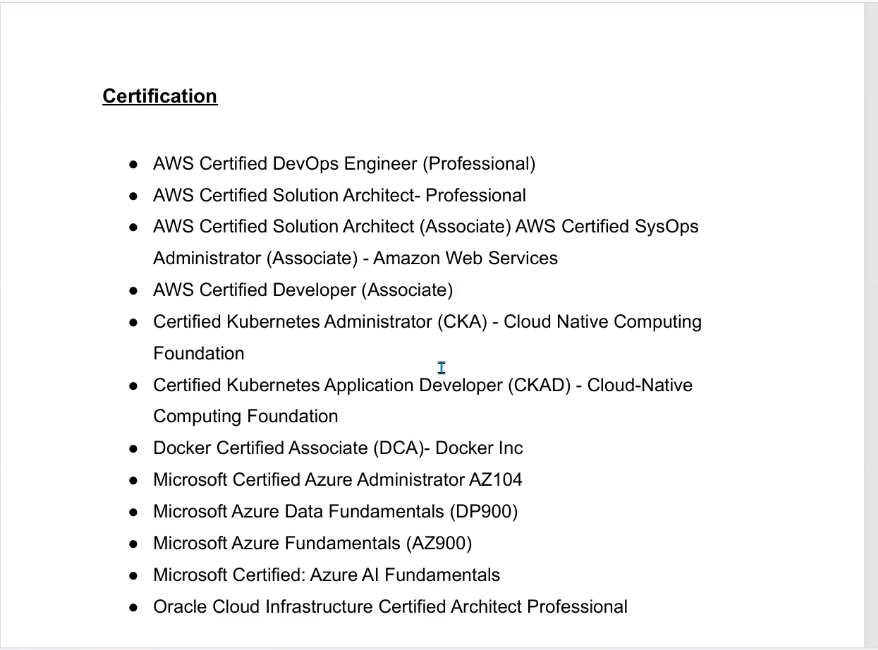 Certification
● AWS Certified DevOps Engineer (Professional)
● AWS Certified Solution Architect- Professional
● AWS Certified Solution Architect (Associate) AWS Certified SysOps
Administrator (Associate) - Amazon Web Services
● AWS Certified Developer (Associate)
● Certified Kubernetes Administrator (CKA) - Cloud Native Computing
Foundation
● Certified Kubernetes Application Developer (CKAD) - Cloud-Native
Computing Foundation
● Docker Certified Associate (DCA)- Docker Inc
● Microsoft Certified Azure Administrator AZ104
● Microsoft Azure Data Fundamentals (DP900)
● Microsoft Azure Fundamentals (AZ900)
● Microsoft Certified: Azure AI Fundamentals
● Oracle Cloud Infrastructure Certified Architect Professional